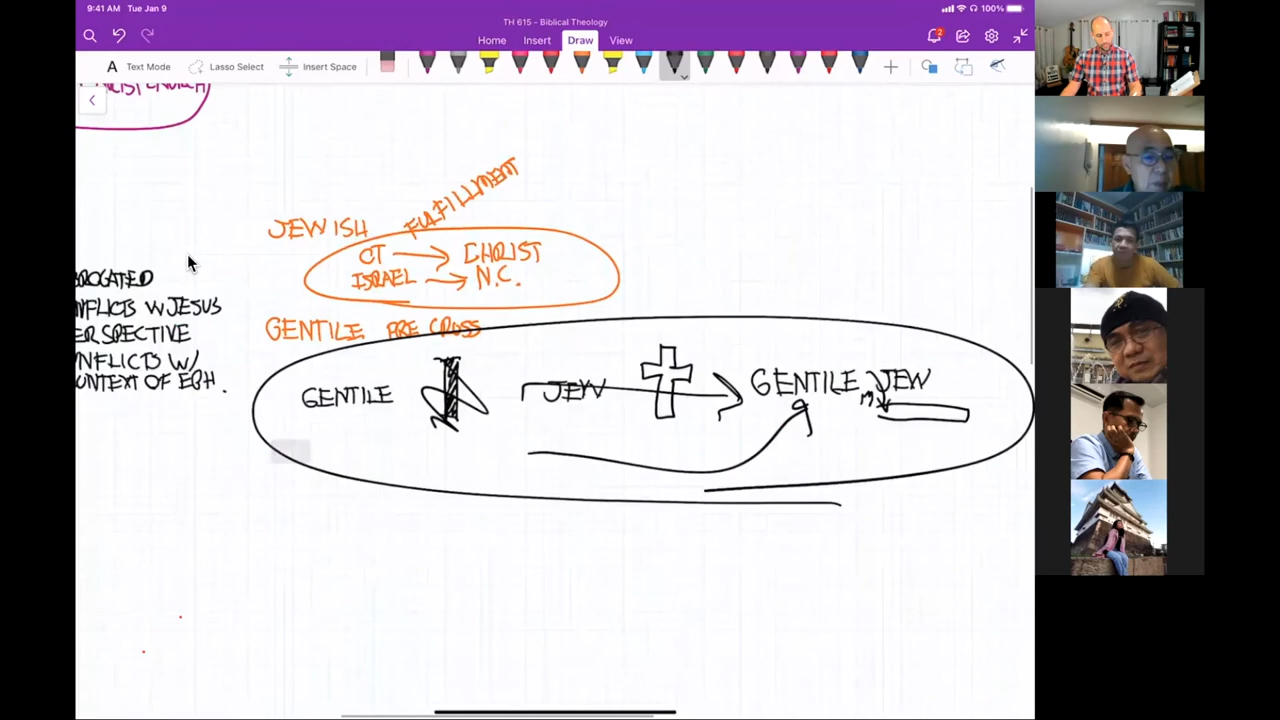 9:41 AM Tue Jan 9
100%
TH 615 - Biblical Theology
Home Insert Draw View
2
A Text Mode Lasso Select Insert Space
JEWISH FULFILLMENT
OT → CHRIST
ISRAEL → N.C.
GENTILE PRE CROSS
ROGATED
NFLICTS W JESUS
ERSPECTIVE
NFLICTS W/
ONTEXT OF EPH.
GENTILE JEW GENTILE JEW